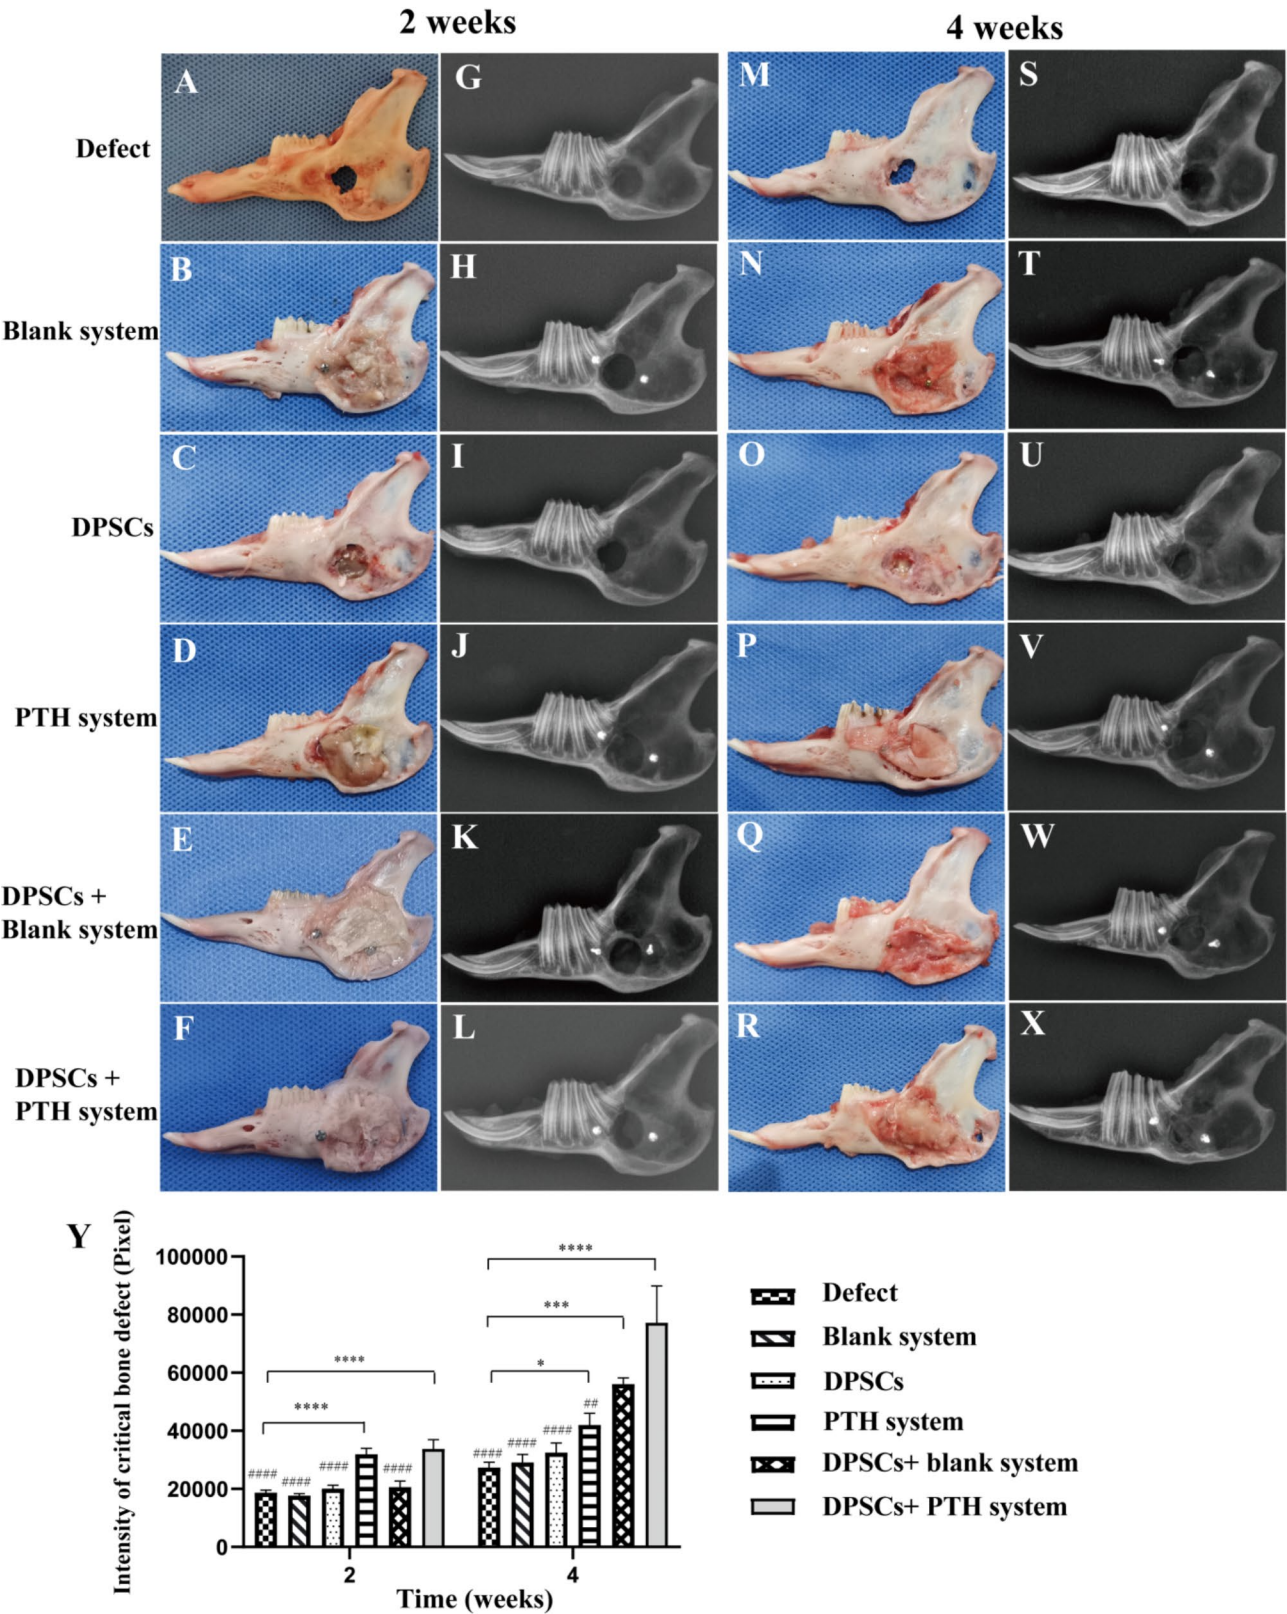 2 weeks
4 weeks
A
G
M
S
Defect
B
H
N
T
Blank system
C
I
O
U
DPSCs
D
J
P
V
PTH system
E
K
Q
W
DPSCs +
Blank system
F
L
R
X
DPSCs +
PTH system
Y
Intensity of critical bone defect (Pixel)
100000
80000
60000
40000
20000
0
****
****
####
####
####
####
****
***
*
####
####
####
##
2
4
Time (weeks)
Defect
Blank system
DPSCs
PTH system
DPSCs+ blank system
DPSCs+ PTH system